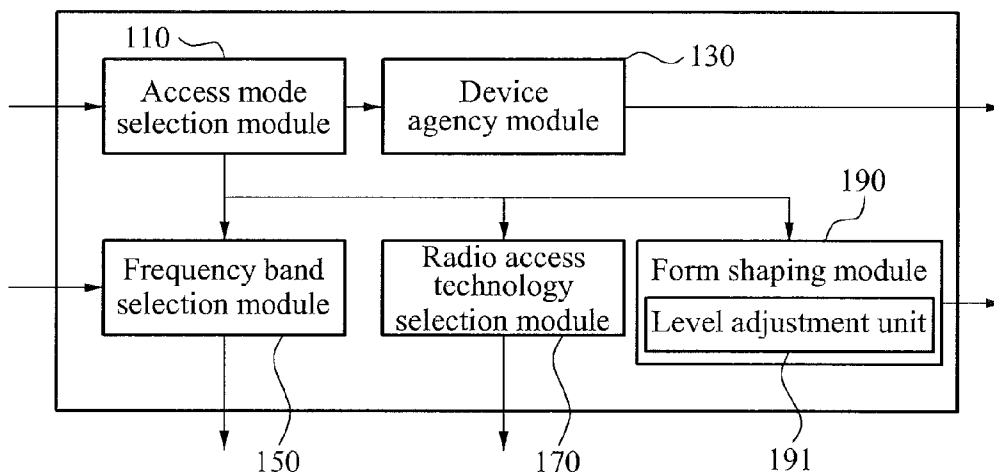 110
130
Access mode
selection module
Device
agency module
190
Frequency band
selection module
Radio access
technology
selection module
Form shaping module
Level adjustment unit
150
170
191